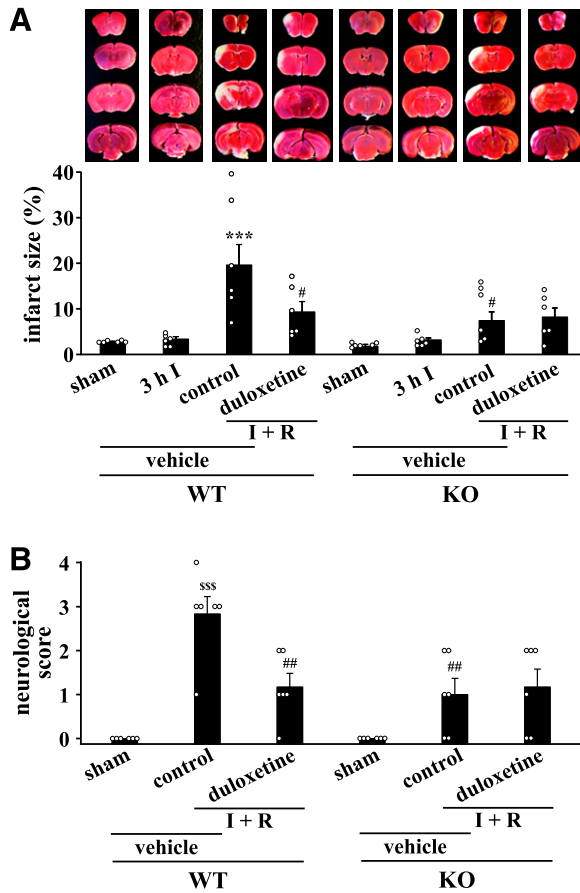 A
infarct size (%)
40
30
20
10
0
***
#
#
sham
3 h I
control
duloxetine
sham
3 h I
control
duloxetine
I + R
I + R
vehicle
vehicle
WT
KO
B
neurological
score
4
3
2
1
0
$$$
##
##
sham
control
duloxetine
sham
control
duloxetine
I + R
I + R
vehicle
vehicle
WT
KO